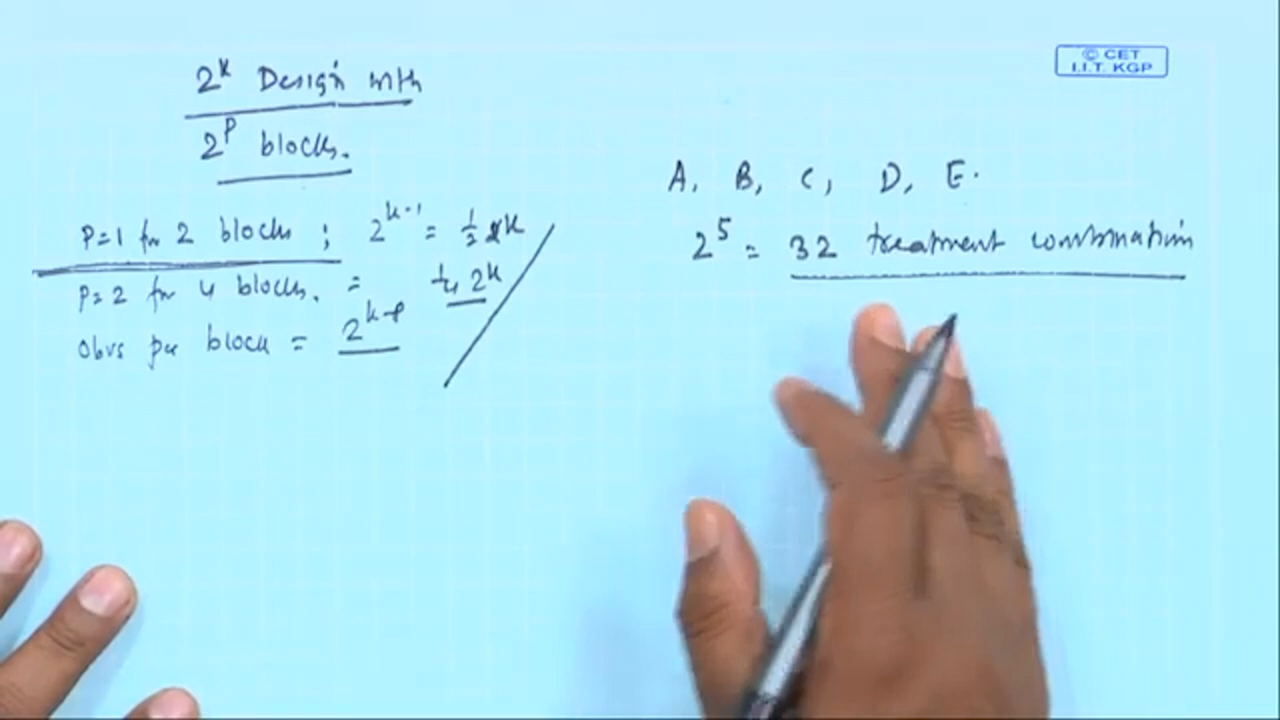 2^k Design with
2^p blocks.
P=1 for 2 blocks ; 2^{k-1} = 1/2 2^k
P=2 for 4 blocks. = 1/4 2^k
Obvs per block = 2^{k-p}
© CET
I.I.T. KGP
A, B, C, D, E.
2^5 = 32 treatment combination